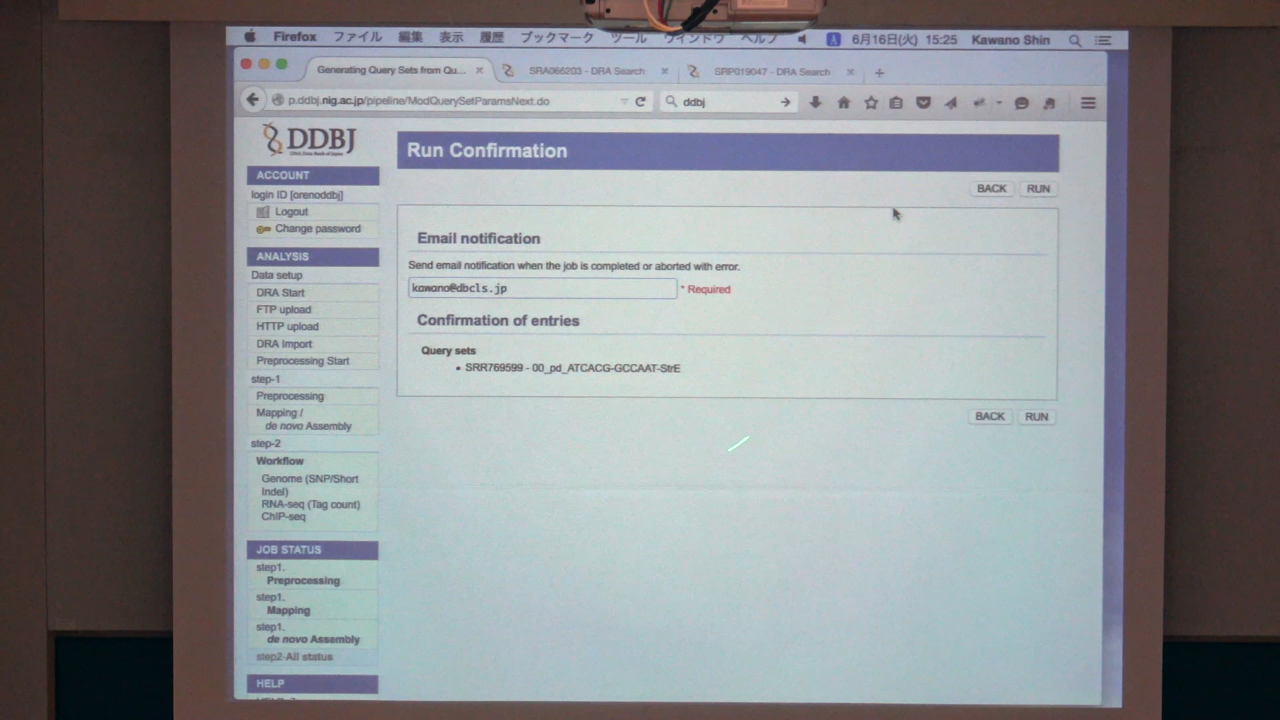 Firefox ファイル 編集 表示 履歴 ブックマーク ツール ウインドウ ヘルプ A 6月16日(火) 15:25 Kawano Shin
Generating Query Sets from Qu... × SRA066203 - DRA Search × SRP019047 - DRA Search × +
p.ddbj.nig.ac.jp/pipeline/ModQuerySetParamsNext.do ddbj
DDBJ
Run Confirmation
BACK RUN
ACCOUNT
login ID [orenoddbj]
Logout
Change password
ANALYSIS
Data setup
DRA Start
FTP upload
HTTP upload
DRA Import
Preprocessing Start
step-1
Preprocessing
Mapping /
de novo Assembly
step-2
Workflow
Genome (SNP/Short
Indel)
RNA-seq (Tag count)
ChIP-seq
JOB STATUS
step1.
Preprocessing
step1.
Mapping
step1.
de novo Assembly
step2-All status
HELP
Email notification
Send email notification when the job is completed or aborted with error.
kawano@dbcls.jp * Required
Confirmation of entries
Query sets
• SRR769599 - 00_pd_ATCACG-GCCAAT-StrE
BACK RUN